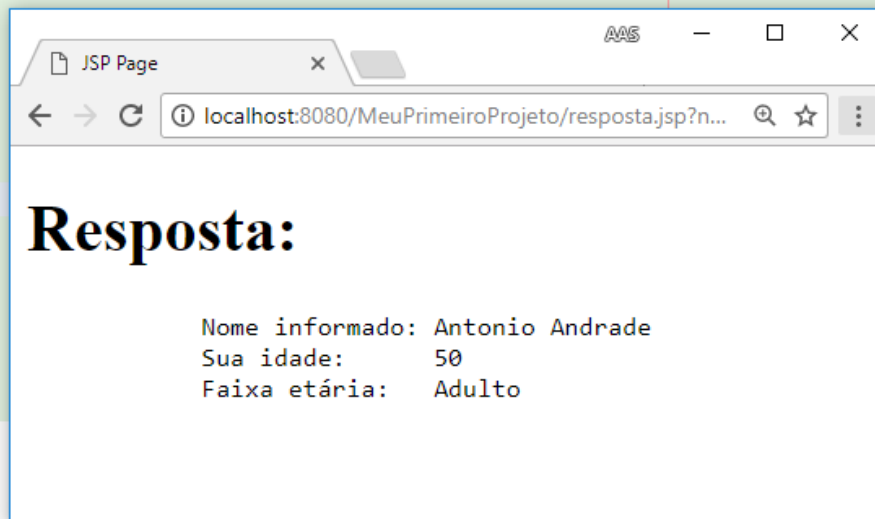 AAS
JSP Page
localhost:8080/MeuPrimeiroProjeto/resposta.jsp?n...
Resposta:
Nome informado: Antonio Andrade
Sua idade: 50
Faixa etária: Adulto